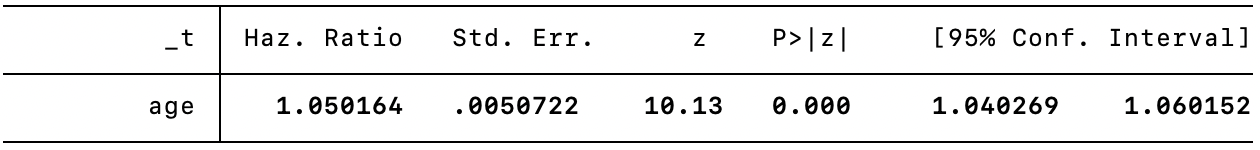 _t Haz. Ratio Std. Err. z P>|z| [95% Conf. Interval]
age 1.050164 .0050722 10.13 0.000 1.040269 1.060152